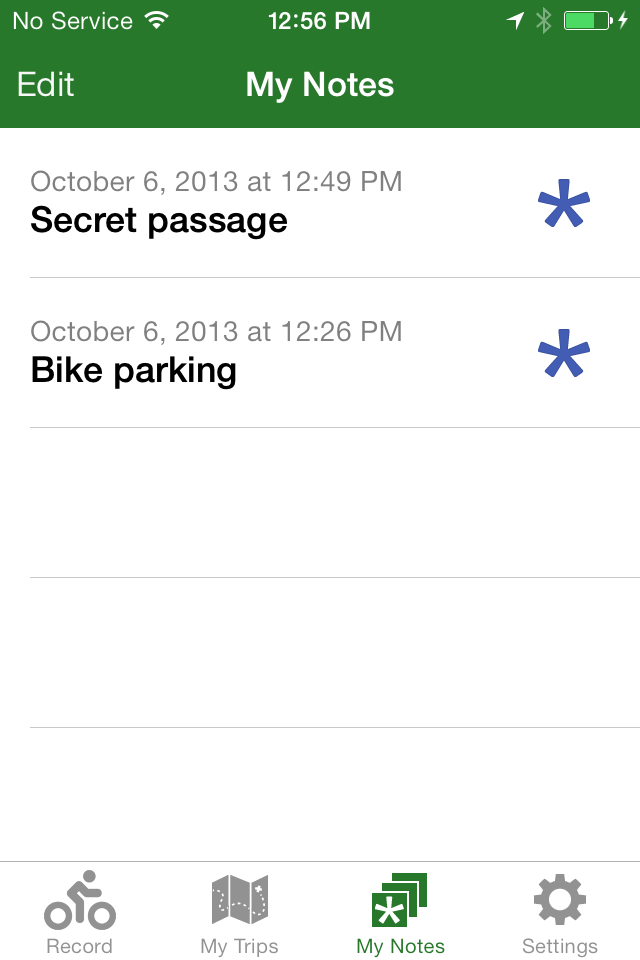 No Service 12:56 PM
Edit My Notes
October 6, 2013 at 12:49 PM
Secret passage
October 6, 2013 at 12:26 PM
Bike parking
Record My Trips My Notes Settings